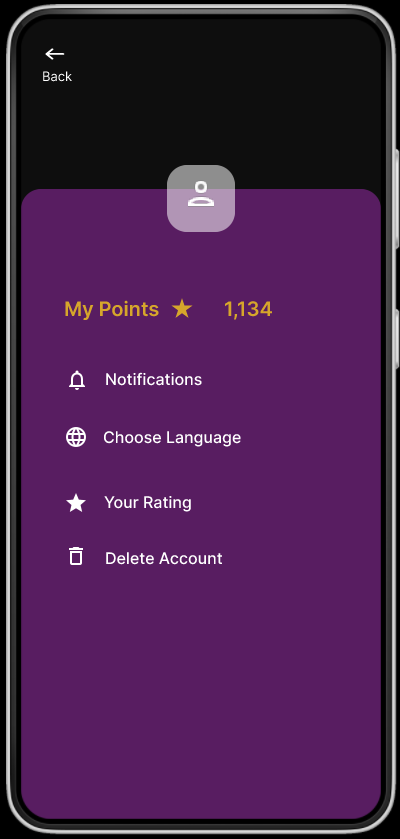 Back
My Points ★ 1,134
Notifications
Choose Language
Your Rating
Delete Account